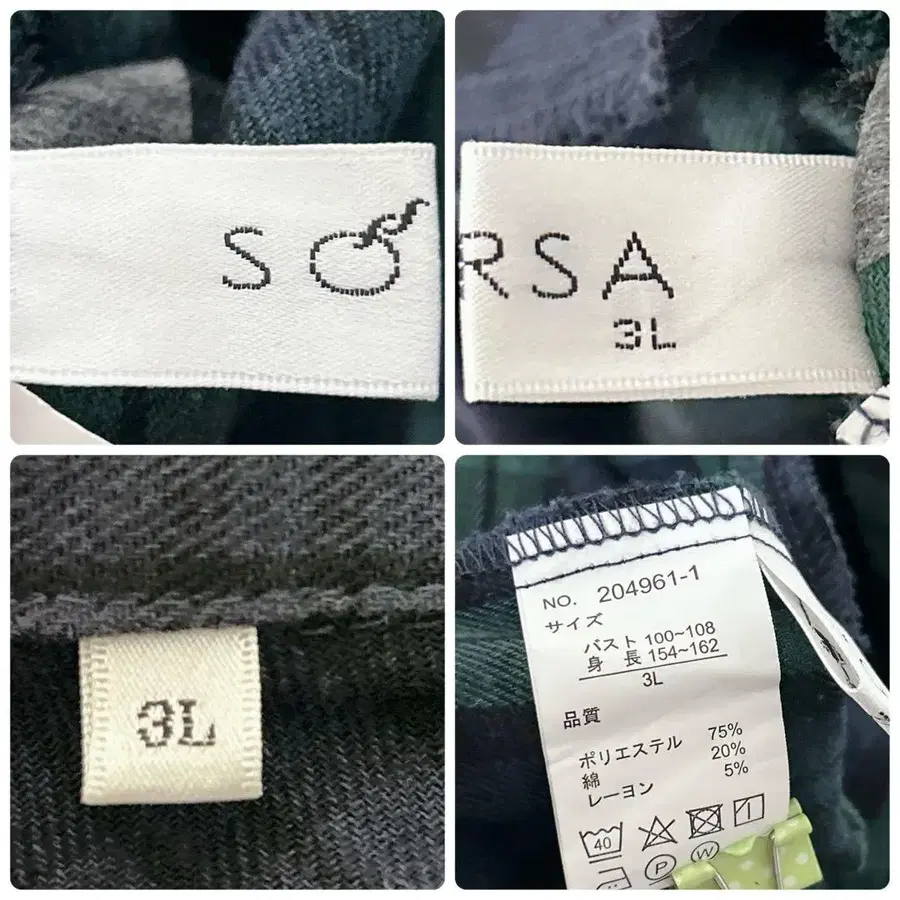 SO
RSA
3L
3L
NO. 204961-1
サイズ
バスト 100~108
身 長 154~162
3L
品質
ポリエステル 75%
綿 20%
レーヨン 5%
40
P W